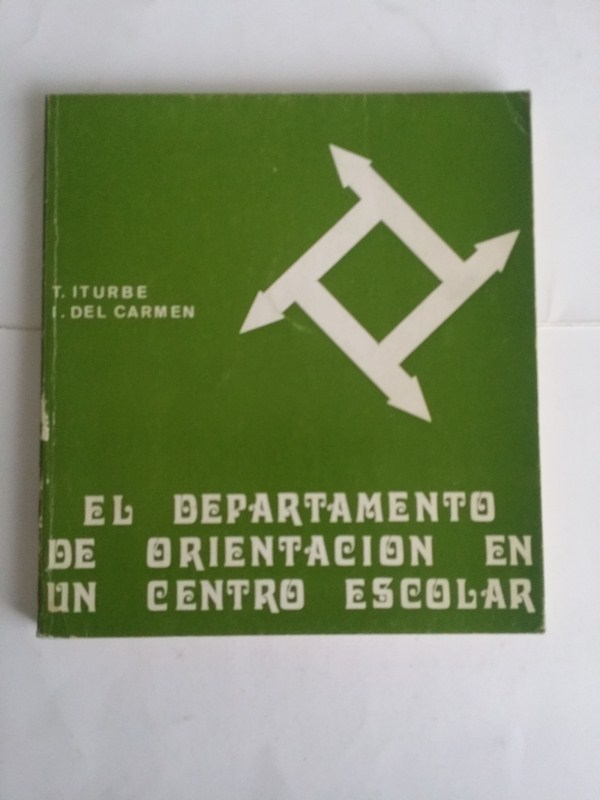 T. ITURBE
I. DEL CARMEN
EL DEPARTAMENTO
DE ORIENTACION EN
UN CENTRO ESCOLAR